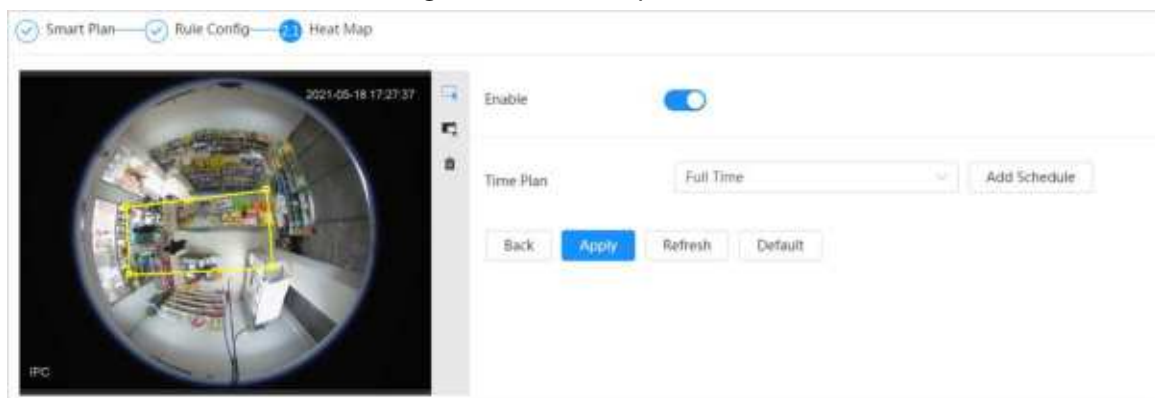 Smart Plan Rule Config Heat Map
2021-05-18 17:27:37
Enable
Time Plan Full Time Add Schedule
Back Apply Refresh Default
IPC